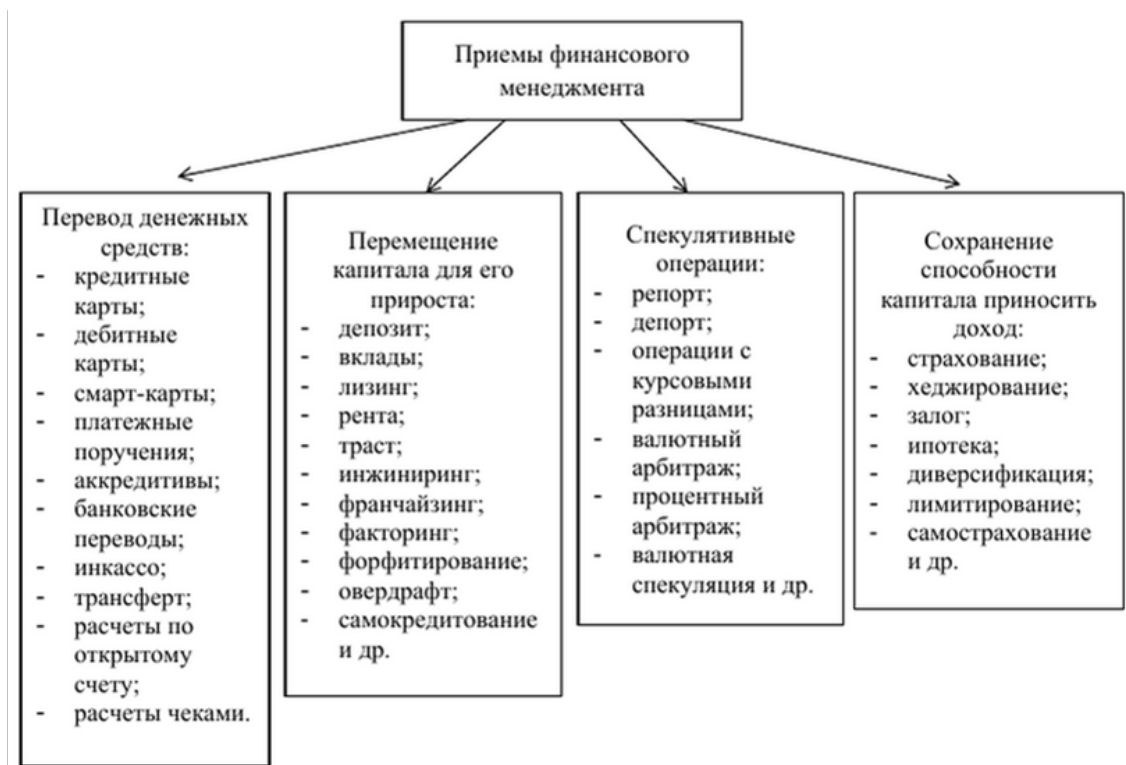 Приемы финансового
менеджмента
Перевод денежных
средств:
- кредитные
карты;
- дебитные
карты;
- смарт-карты;
- платежные
поручения;
- аккредитивы;
- банковские
переводы;
- инкассо;
- трансферт;
- расчеты по
открытому
счету;
- расчеты чеками.
Перемещение
капитала для его
прироста:
- депозит;
- вклады;
- лизинг;
- рента;
- траст;
- инжиниринг;
- франчайзинг;
- факторинг;
- форфитирование;
- овердрафт;
- самокредитование
и др.
Спекулятивные
операции:
- репорт;
- депорт;
- операции с
курсовыми
разницами;
- валютный
арбитраж;
- процентный
арбитраж;
- валютная
спекуляция и др.
Сохранение
способности
капитала приносить
доход:
- страхование;
- хеджирование;
- залог;
- ипотека;
- диверсификация;
- лимитирование;
- самострахование
и др.